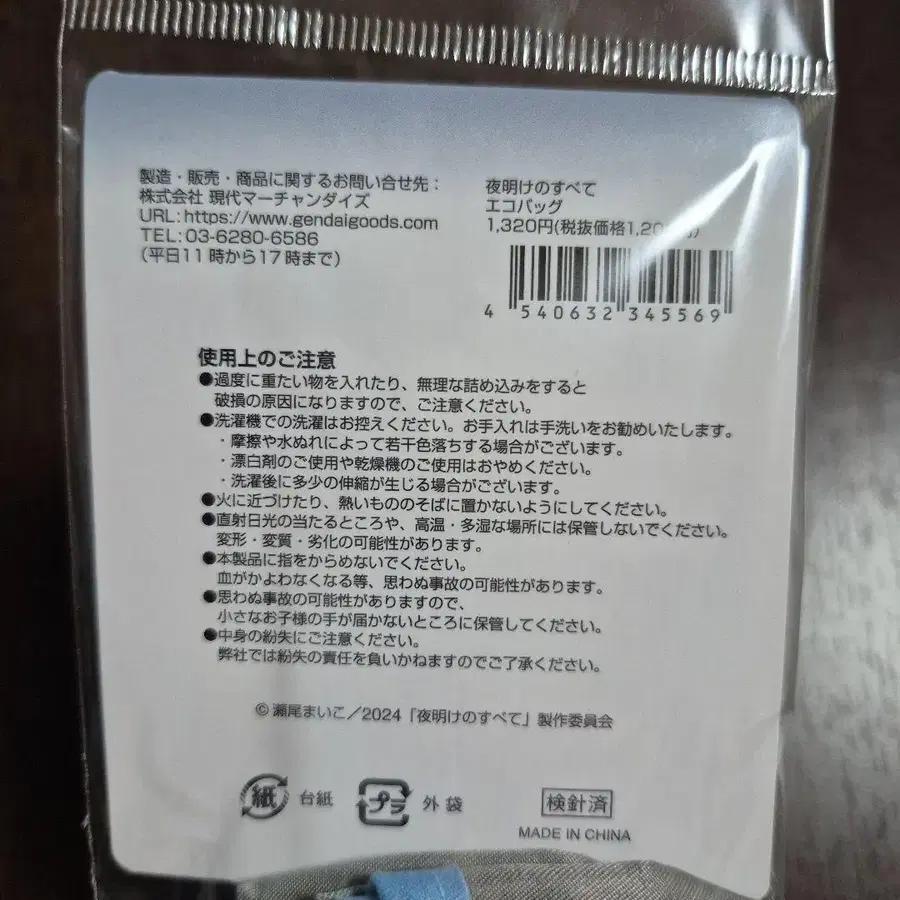 製造・販売・商品に関するお問い合せ先：
株式会社 現代マーチャンダイズ
URL:https://www.gendaigoods.com
TEL:03-6280-6586
（平日11時から17時まで）
夜明けのすべて
エコバッグ
1,320円(税抜価格1,20
4 540632 345569
使用上のご注意
●過度に重たい物を入れたり、無理な詰め込みをすると
破損の原因になりますので、ご注意ください。
●洗濯機での洗濯はお控えください。お手入れは手洗いをお勧めいたします。
・摩擦や水ぬれによって若干色落ちする場合がございます。
・漂白剤のご使用や乾燥機のご使用はおやめください。
・洗濯後に多少の伸縮が生じる場合がございます。
●火に近づけたり、熱いもののそばに置かないようにしてください。
●直射日光の当たるところや、高温・多湿な場所には保管しないでください。
変形・変質・劣化の可能性があります。
●本製品に指をからめないでください。
血がかよわなくなる等、思わぬ事故の可能性があります。
●思わぬ事故の可能性がありますので、
小さなお子様の手が届かないところに保管してください。
●中身の紛失にご注意ください。
弊社では紛失の責任を負いかねますのでご了承ください。
©瀬尾まいこ／2024「夜明けのすべて」製作委員会
紙 台紙 プラ 外袋 検針済
MADE IN CHINA